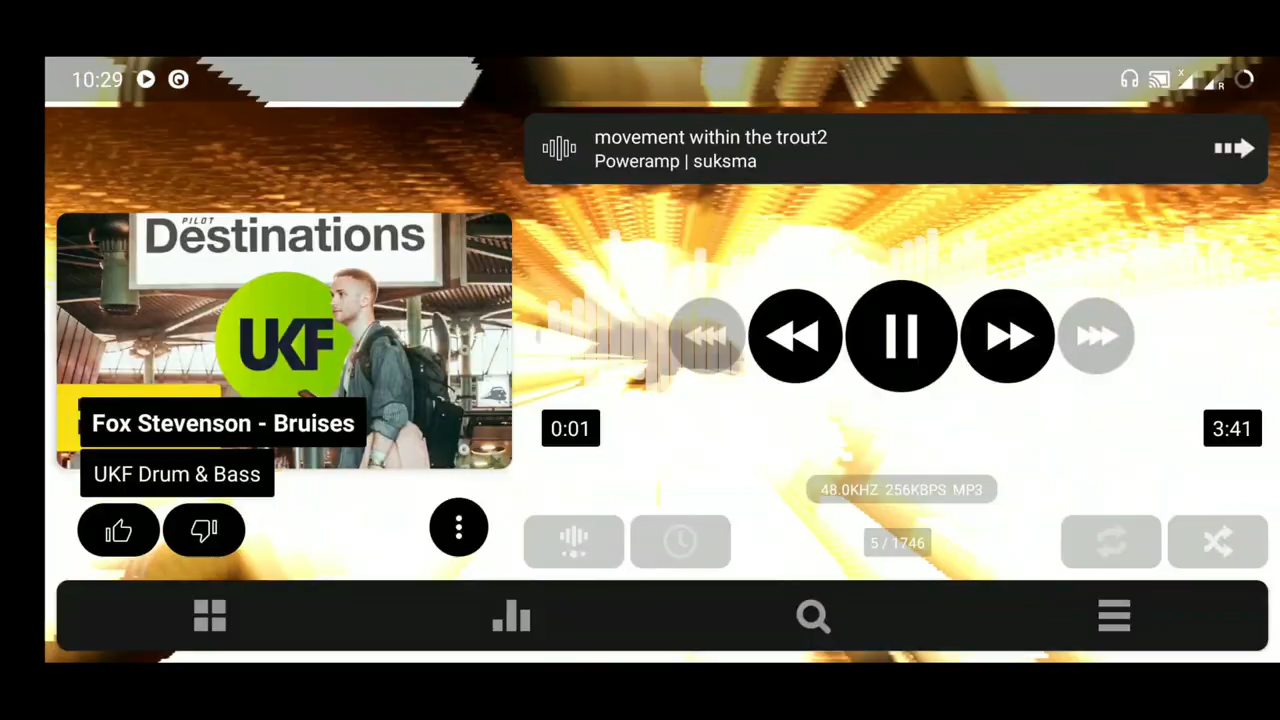 10:29
X
R
movement within the trout2
Poweramp | suksma
PILOT
Destinations
UKF
Fox Stevenson - Bruises
UKF Drum & Bass
0:01
3:41
48.0KHZ 256KBPS MP3
5 / 1746